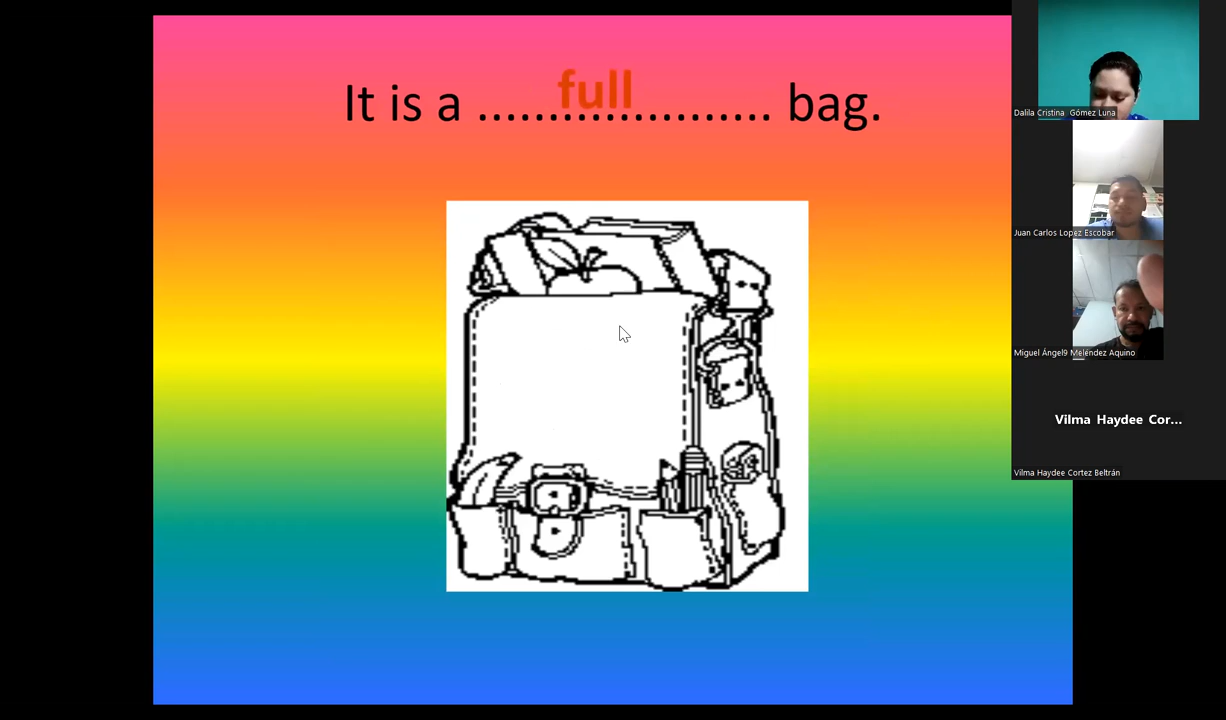 It is a ......full............... bag.
Dalila Cristina Gómez Luna
Juan Carlos Lopez Escobar
Miguel Ángel9 Meléndez Aquino
Vilma Haydee Cor...
Vilma Haydee Cortez Beltrán